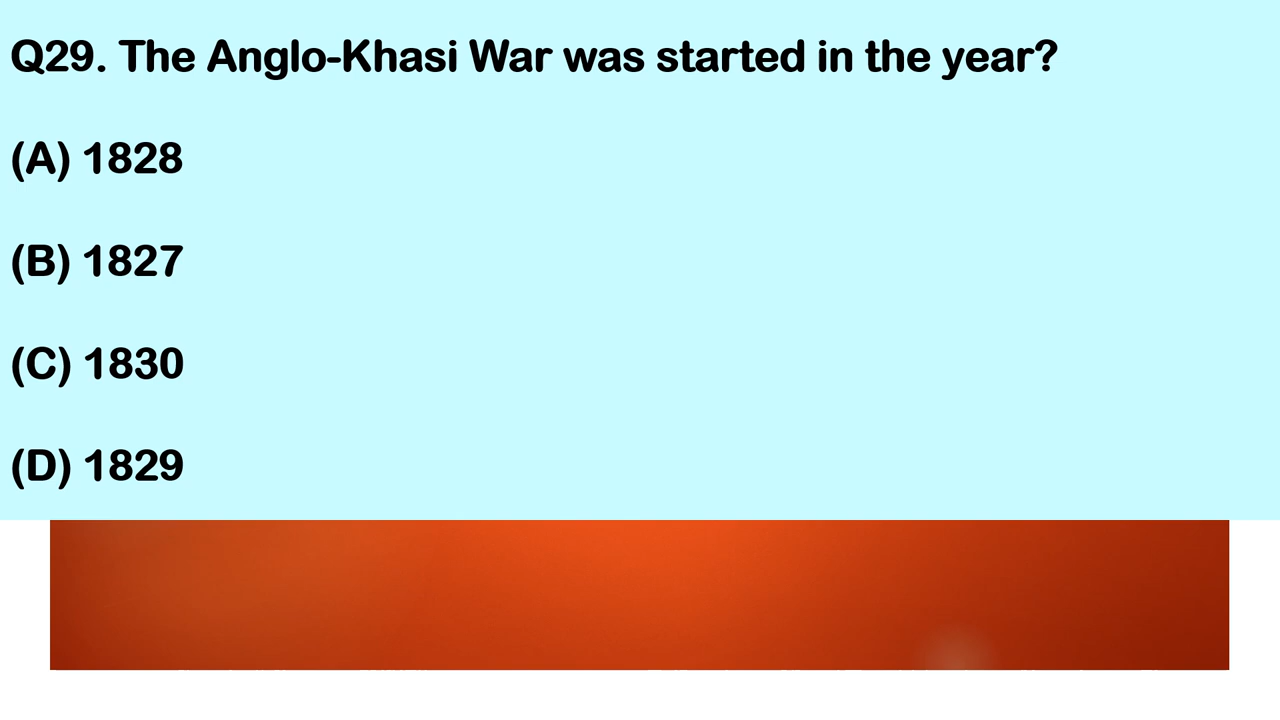 Q29. The Anglo-Khasi War was started in the year?
(A) 1828
(B) 1827
(C) 1830
(D) 1829